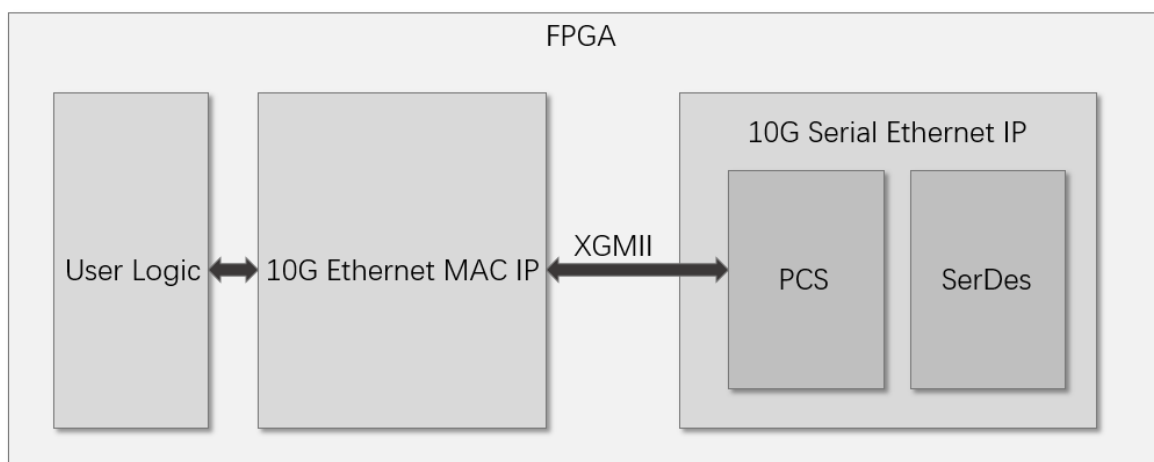 FPGA
10G Serial Ethernet IP
XGMII
User Logic
10G Ethernet MAC IP
PCS
SerDes